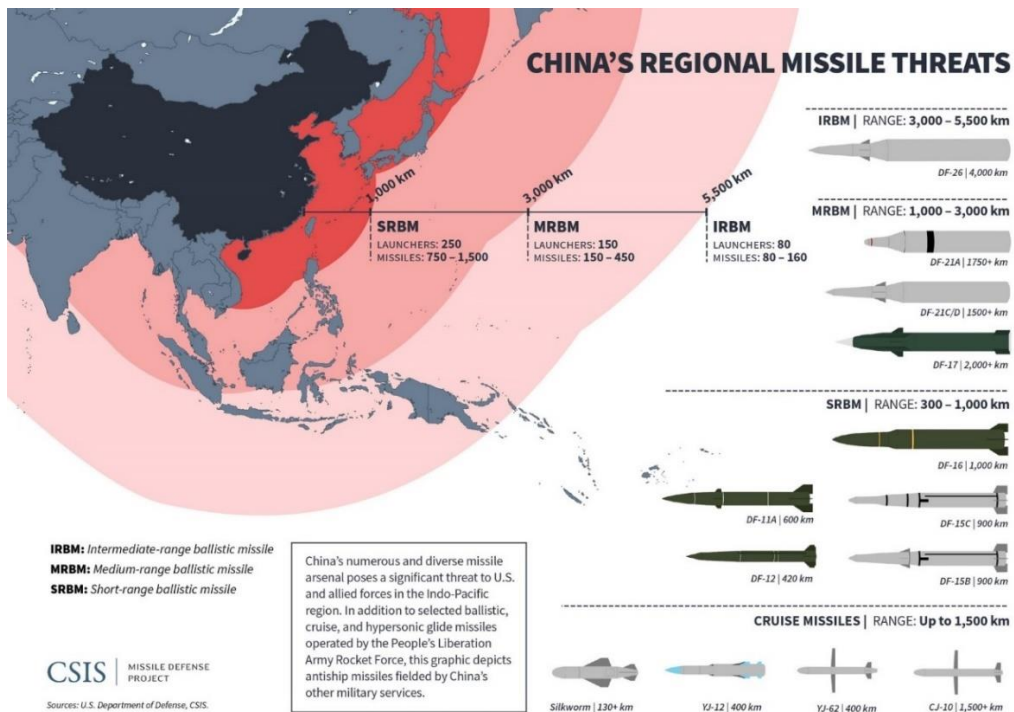 CHINA'S REGIONAL MISSILE THREATS
IRBM | RANGE: 3,000 – 5,500 km
DF-26 | 4,000 km
MRBM | RANGE: 1,000 – 3,000 km
DF-21A | 1750+ km
DF-21C/D | 1500+ km
DF-17 | 2,000+ km
SRBM | RANGE: 300 – 1,000 km
DF-16 | 1,000 km
DF-11A | 600 km
DF-15C | 900 km
DF-12 | 420 km
DF-15B | 900 km
CRUISE MISSILES | RANGE: Up to 1,500 km
Silkworm | 130+ km
YJ-12 | 400 km
YJ-62 | 400 km
CJ-10 | 1,500+ km
1,000 km
3,000 km
5,500 km
SRBM
LAUNCHERS: 250
MISSILES: 750 – 1,500
MRBM
LAUNCHERS: 150
MISSILES: 150 – 450
IRBM
LAUNCHERS: 80
MISSILES: 80 – 160
IRBM: Intermediate-range ballistic missile
MRBM: Medium-range ballistic missile
SRBM: Short-range ballistic missile
China's numerous and diverse missile
arsenal poses a significant threat to U.S.
and allied forces in the Indo-Pacific
region. In addition to selected ballistic,
cruise, and hypersonic glide missiles
operated by the People's Liberation
Army Rocket Force, this graphic depicts
antiship missiles fielded by China's
other military services.
CSIS | MISSILE DEFENSE
PROJECT
Sources: U.S. Department of Defense, CSIS.